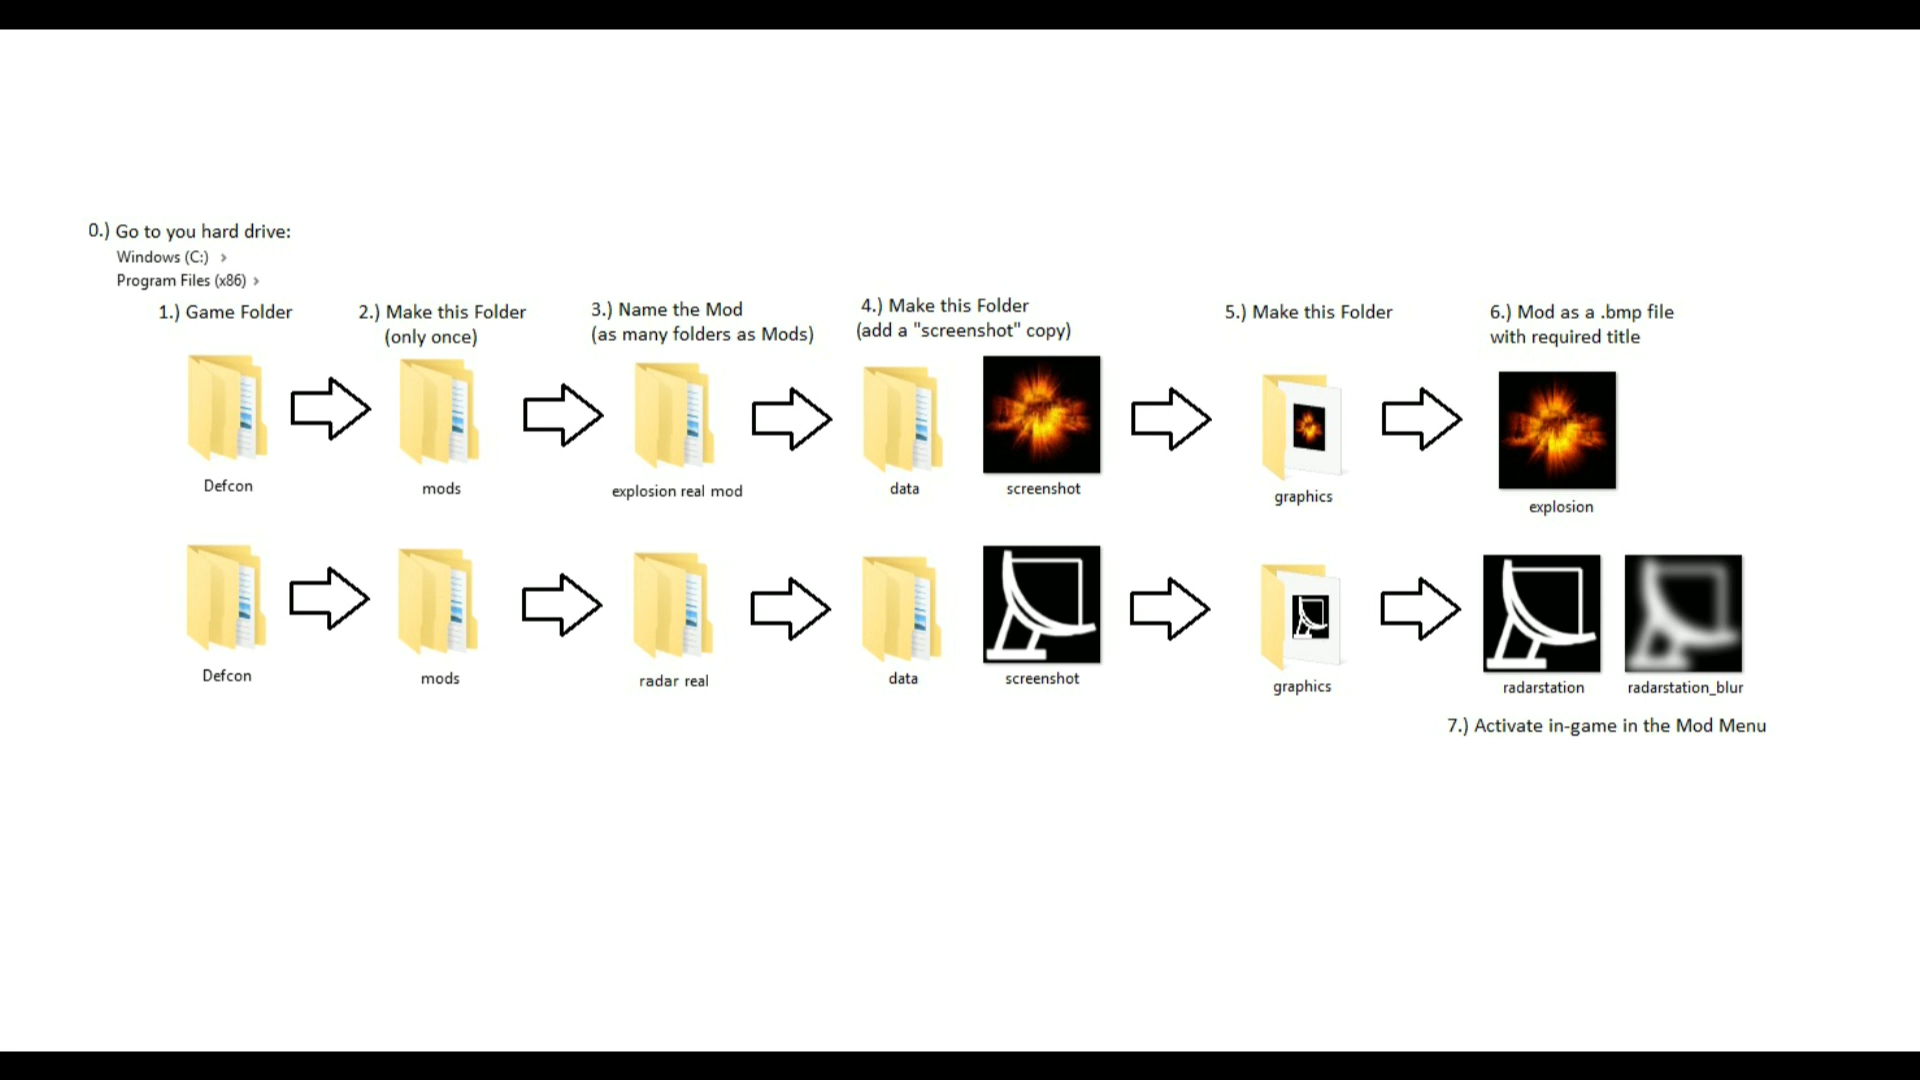 0.) Go to you hard drive:
Windows (C:) >
Program Files (x86) >
1.) Game Folder
2.) Make this Folder
(only once)
3.) Name the Mod
(as many folders as Mods)
4.) Make this Folder
(add a "screenshot" copy)
5.) Make this Folder
6.) Mod as a .bmp file
with required title
Defcon
mods
explosion real mod
data
screenshot
graphics
explosion
Defcon
mods
radar real
data
screenshot
graphics
radarstation
radarstation_blur
7.) Activate in-game in the Mod Menu